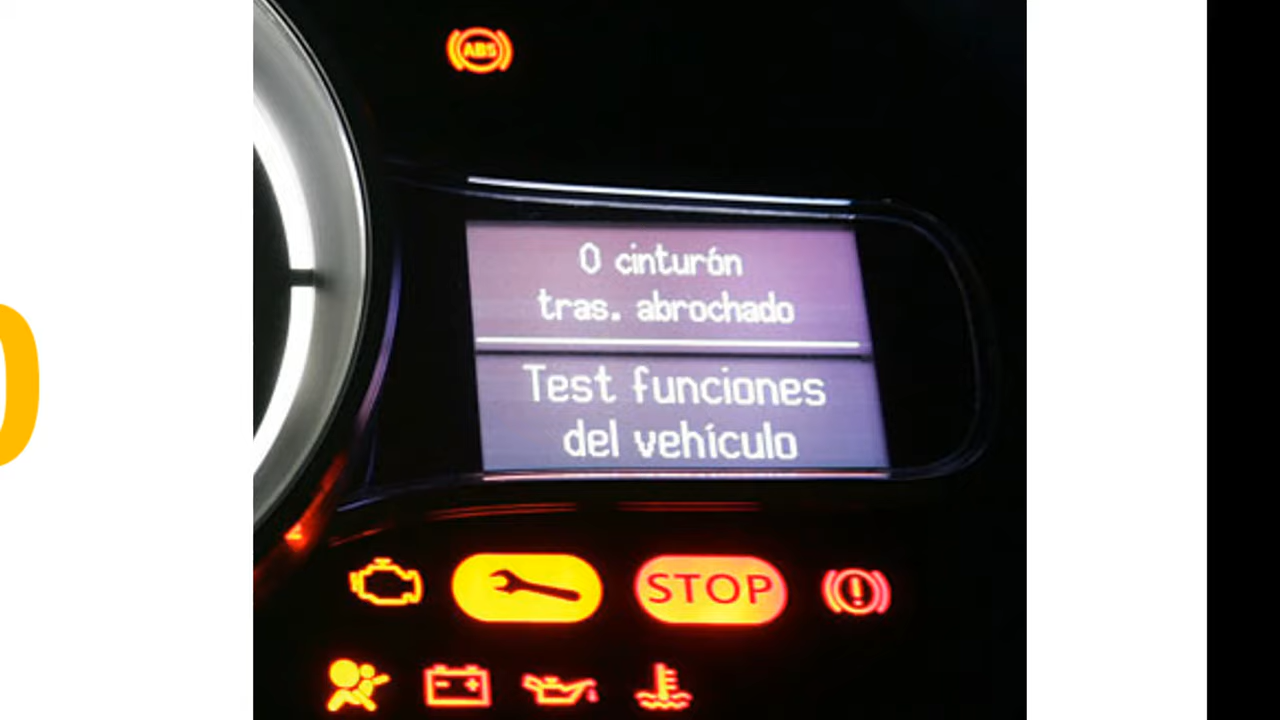 ABS
0 cinturón
tras. abrochado
Test funciones
del vehículo
STOP